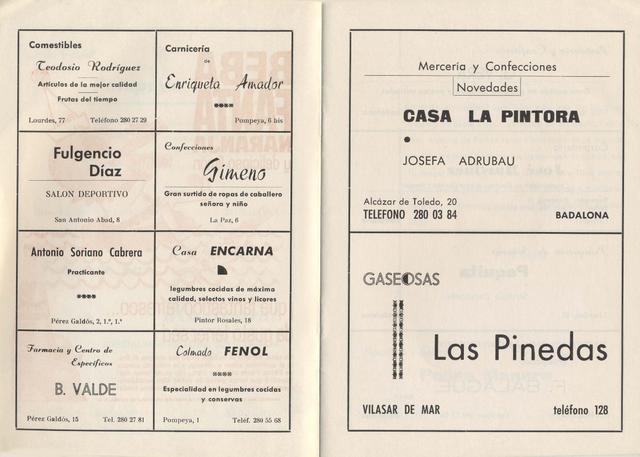 Comestibles
Teodosio Rodríguez
Artículos de la mejor calidad
Frutas del tiempo
Lourdes, 77 Teléfono 280 27 29
Carnicería
de
Enriqueta Amador
Pompeya, 6 bis
Fulgencio
Díaz
SALON DEPORTIVO
San Antonio Abad, 8
Confecciones
Gimeno
Gran surtido de ropas de caballero
señora y niño
La Paz, 6
Antonio Soriano Cabrera
Practicante
Pérez Galdós, 2, 1.º, 1.ª
Casa ENCARNA
legumbres cocidas de máxima
calidad, selectos vinos y licores
Pintor Rosales, 18
Farmacia y Centro de
Específicos
B. VALDE
Pérez Galdós, 15 Tel. 280 27 81
Colmado FENOL
Especialidad en legumbres cocidas
y conservas
Pompeya, 1 Teléf. 280 55 68
Mercería y Confecciones
Novedades
CASA LA PINTORA
JOSEFA ADRUBAU
Alcázar de Toledo, 20
TELEFONO 280 03 84 BADALONA
GASEOSAS
Las Pinedas
VILASAR DE MAR teléfono 128